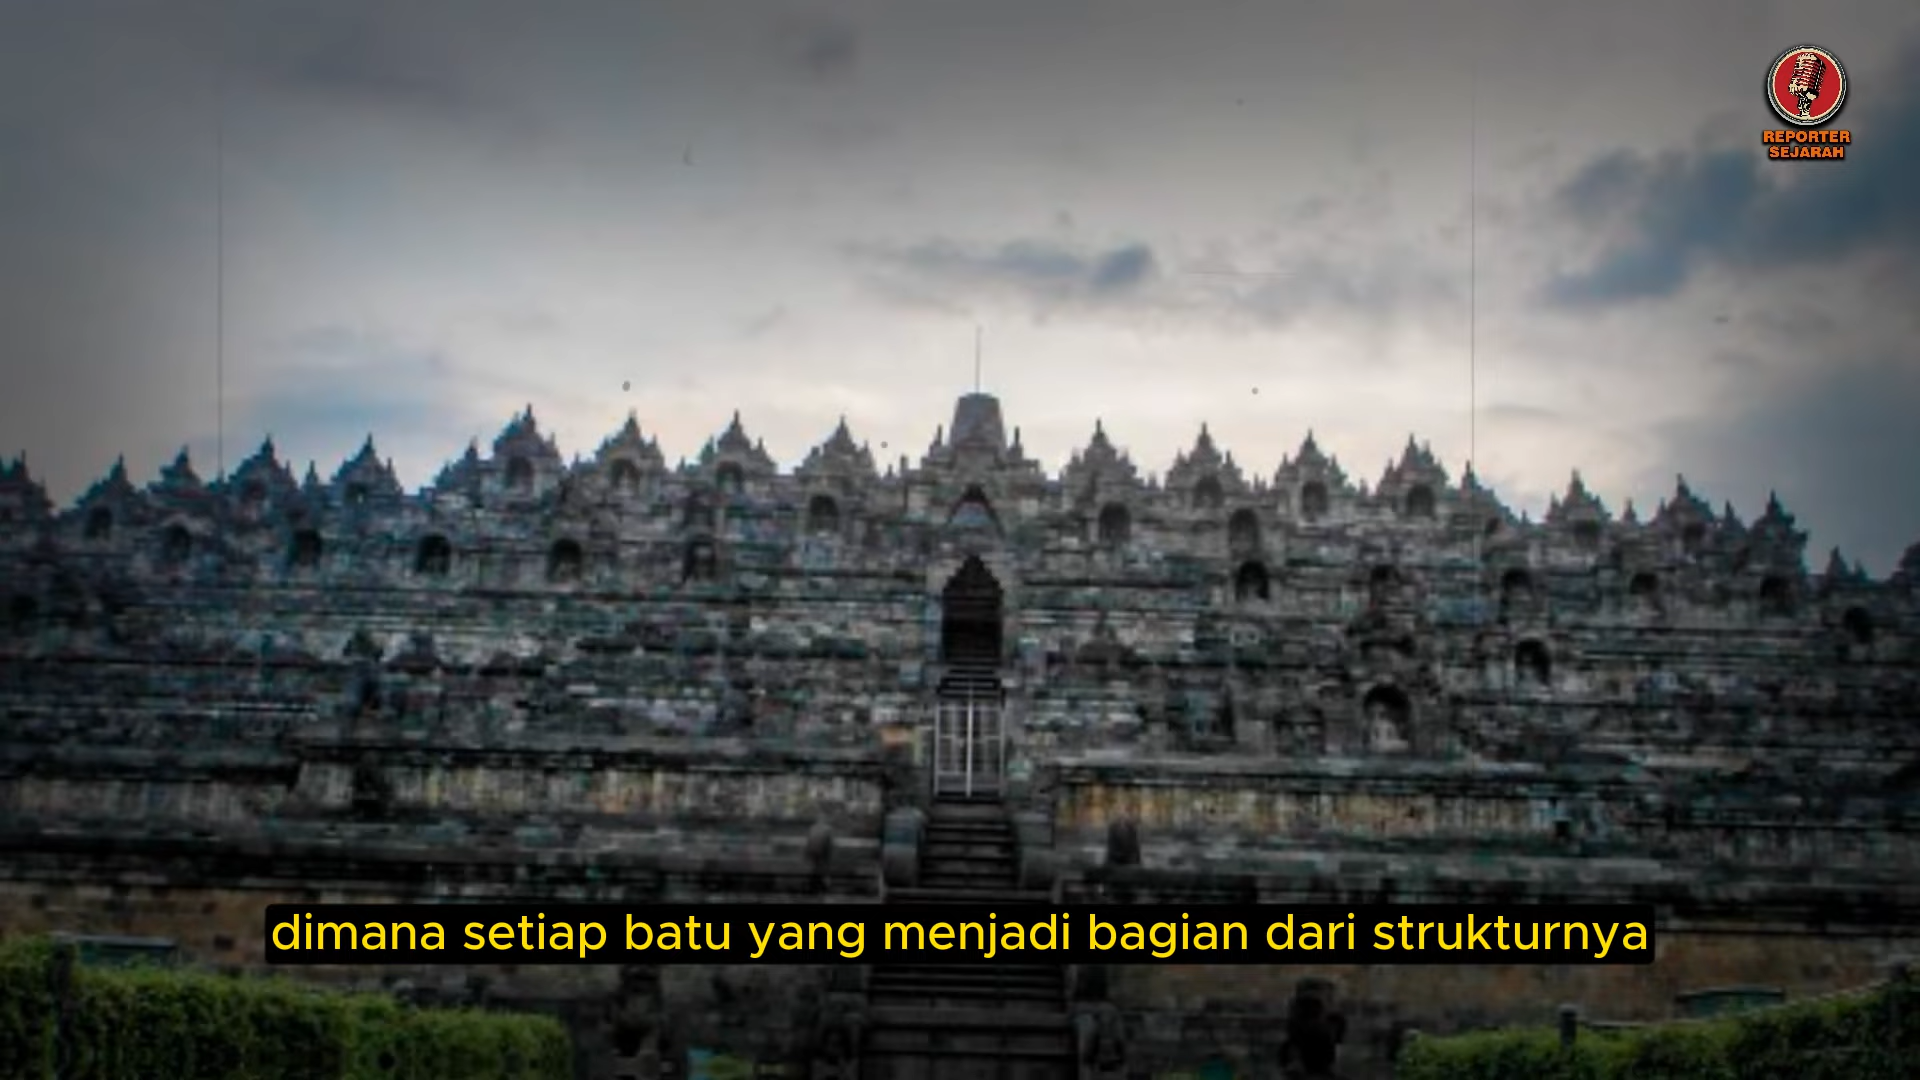 REPORTER
SEJARAH
dimana setiap batu yang menjadi bagian dari strukturnya